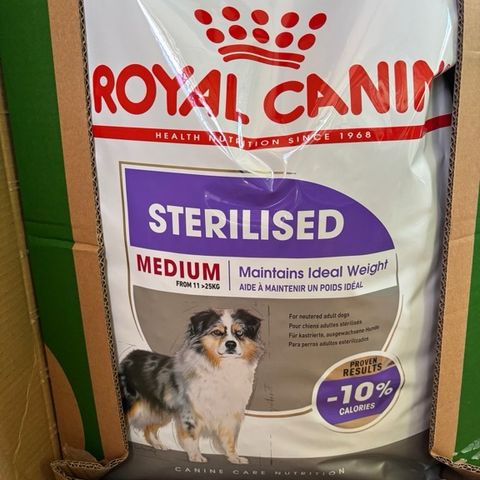 ROYAL CANIN
HEALTH NUTRITION SINCE 1968
STERILISED
MEDIUM
FROM 11 >25KG
Maintains Ideal Weight
AIDE À MAINTENIR UN POIDS IDÉAL
For neutered adult dogs
Pour chiens adultes stérilisés
Für kastrierte, ausgewachsene Hunde
Para perros adultos esterilizados
PROVEN
RESULTS
-10%
CALORIES
CANINE CARE NUTRITION